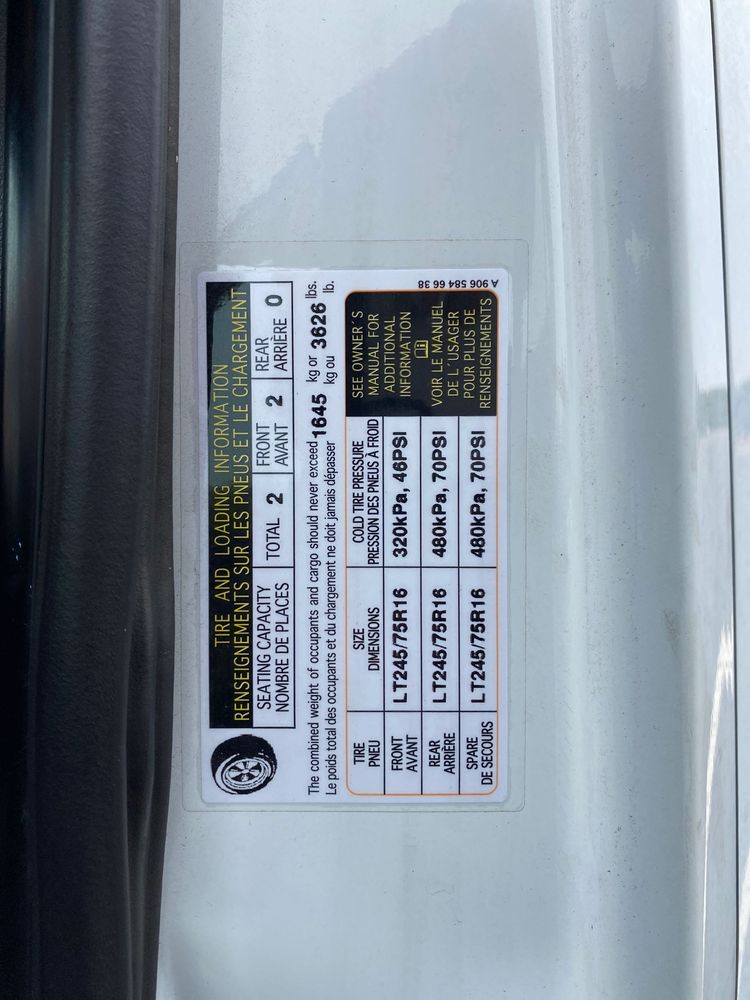 TIRE AND LOADING INFORMATION
RENSEIGNEMENTS SUR LES PNEUS ET LE CHARGEMENT
SEATING CAPACITY
NOMBRE DE PLACES
TOTAL 2
FRONT
AVANT 2
REAR
ARRIÈRE 0
The combined weight of occupants and cargo should never exceed 1645 kg or 3626 lbs.
Le poids total des occupants et du chargement ne doit jamais dépasser kg ou lb.
TIRE
PNEU
SIZE
DIMENSIONS
COLD TIRE PRESSURE
PRESSION DES PNEUS À FROID
FRONT
AVANT
LT245/75R16
320kPa, 46PSI
REAR
ARRIÈRE
LT245/75R16
480kPa, 70PSI
SPARE
DE SECOURS
LT245/75R16
480kPa, 70PSI
SEE OWNER'S
MANUAL FOR
ADDITIONAL
INFORMATION
VOIR LE MANUEL
DE L'USAGER
POUR PLUS DE
RENSEIGNEMENTS
A 906 584 66 38